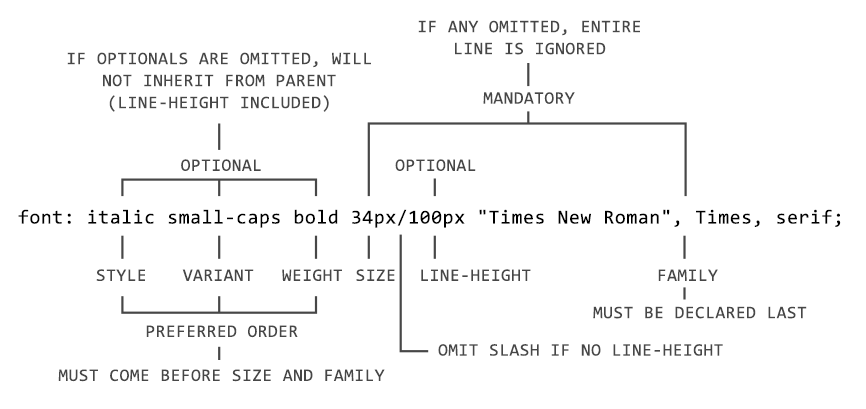 IF ANY OMITTED, ENTIRE
LINE IS IGNORED
IF OPTIONALS ARE OMITTED, WILL
NOT INHERIT FROM PARENT
(LINE-HEIGHT INCLUDED)
MANDATORY
OPTIONAL
OPTIONAL
font: italic small-caps bold 34px/100px "Times New Roman", Times, serif;
STYLE VARIANT WEIGHT SIZE LINE-HEIGHT FAMILY
MUST BE DECLARED LAST
PREFERRED ORDER
OMIT SLASH IF NO LINE-HEIGHT
MUST COME BEFORE SIZE AND FAMILY